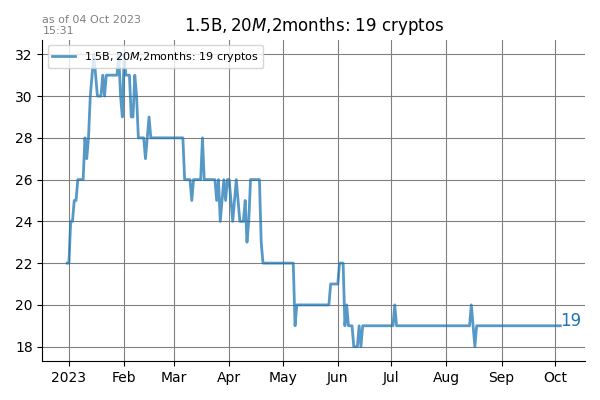 as of 04 Oct 2023
15:31
1.5B, 20M,2months: 19 cryptos
1.5B, 20M,2months: 19 cryptos
32
30
28
26
24
22
20
18
19
2023 Feb Mar Apr May Jun Jul Aug Sep Oct